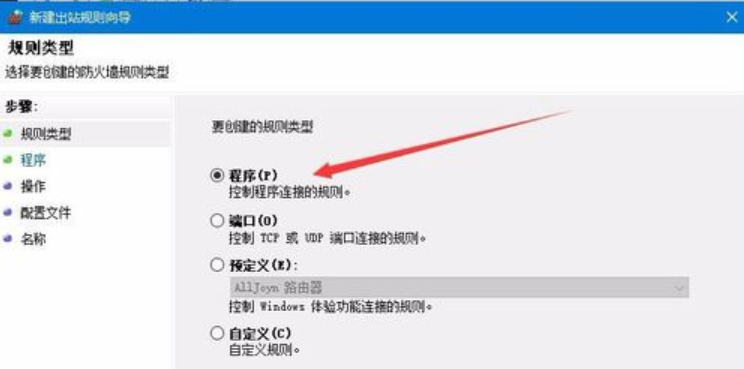 新建出站规则向导
规则类型
选择要创建的防火墙规则类型
步骤:
规则类型
程序
操作
配置文件
名称
要创建的规则类型
程序(P)
控制程序连接的规则。
端口(O)
控制 TCP 或 UDP 端口连接的规则。
预定义(E):
AllJoyn 路由器
控制 Windows 体验功能连接的规则。
自定义(C)
自定义规则。